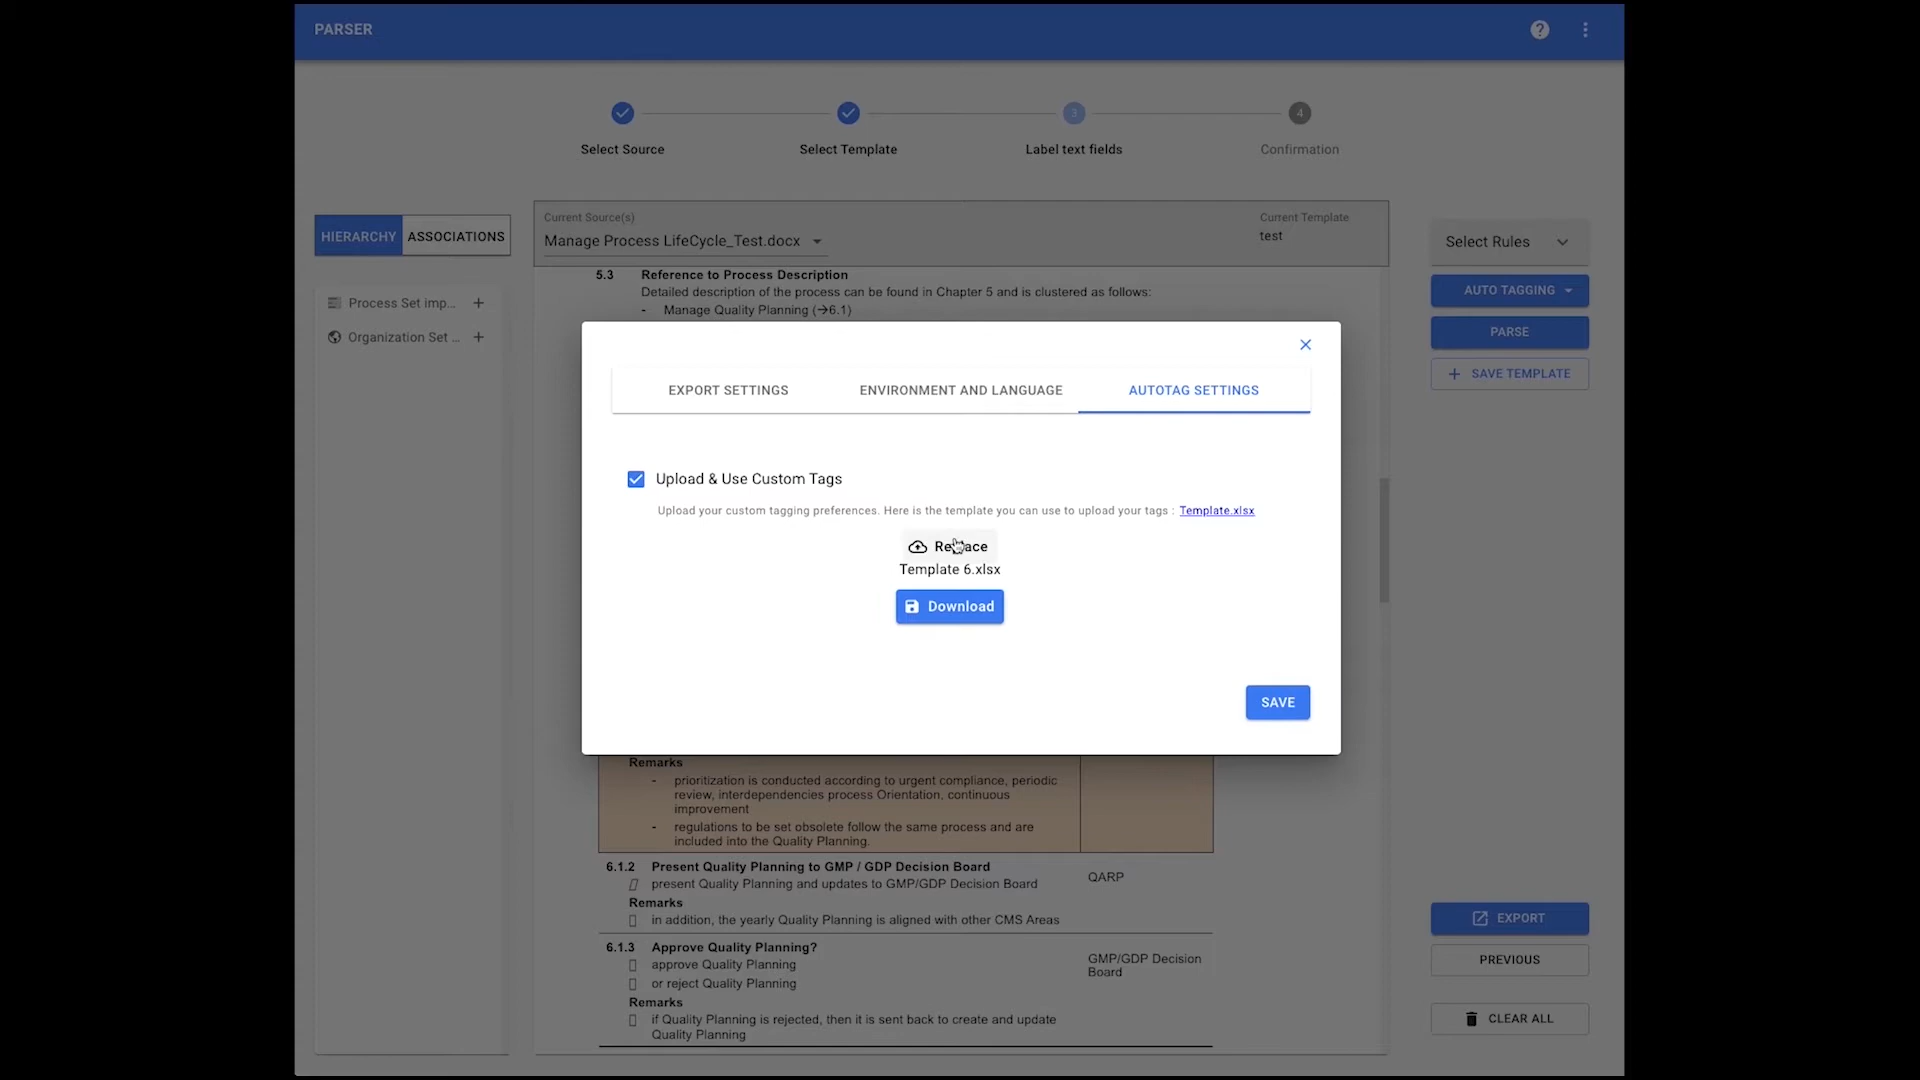 PARSER
3
4
Select Source
Select Template
Label text fields
Confirmation
HIERARCHY
ASSOCIATIONS
Process Set imp...
Organization Set ...
Current Source(s)
Manage Process LifeCycle_Test.docx
Current Template
test
Select Rules
AUTO TAGGING
PARSE
SAVE TEMPLATE
5.3 Reference to Process Description
Detailed description of the process can be found in Chapter 5 and is clustered as follows:
- Manage Quality Planning (→6.1)
EXPORT SETTINGS
ENVIRONMENT AND LANGUAGE
AUTOTAG SETTINGS
Upload & Use Custom Tags
Upload your custom tagging preferences. Here is the template you can use to upload your tags : Template.xlsx
Replace
Template 6.xlsx
Download
SAVE
Remarks
- prioritization is conducted according to urgent compliance, periodic
review, interdependencies process Orientation, continuous
improvement
- regulations to be set obsolete follow the same process and are
included into the Quality Planning.
6.1.2 Present Quality Planning to GMP / GDP Decision Board
present Quality Planning and updates to GMP/GDP Decision Board
QARP
Remarks
in addition, the yearly Quality Planning is aligned with other CMS Areas
6.1.3 Approve Quality Planning?
approve Quality Planning
or reject Quality Planning
GMP/GDP Decision
Board
Remarks
if Quality Planning is rejected, then it is sent back to create and update
Quality Planning
EXPORT
PREVIOUS
CLEAR ALL